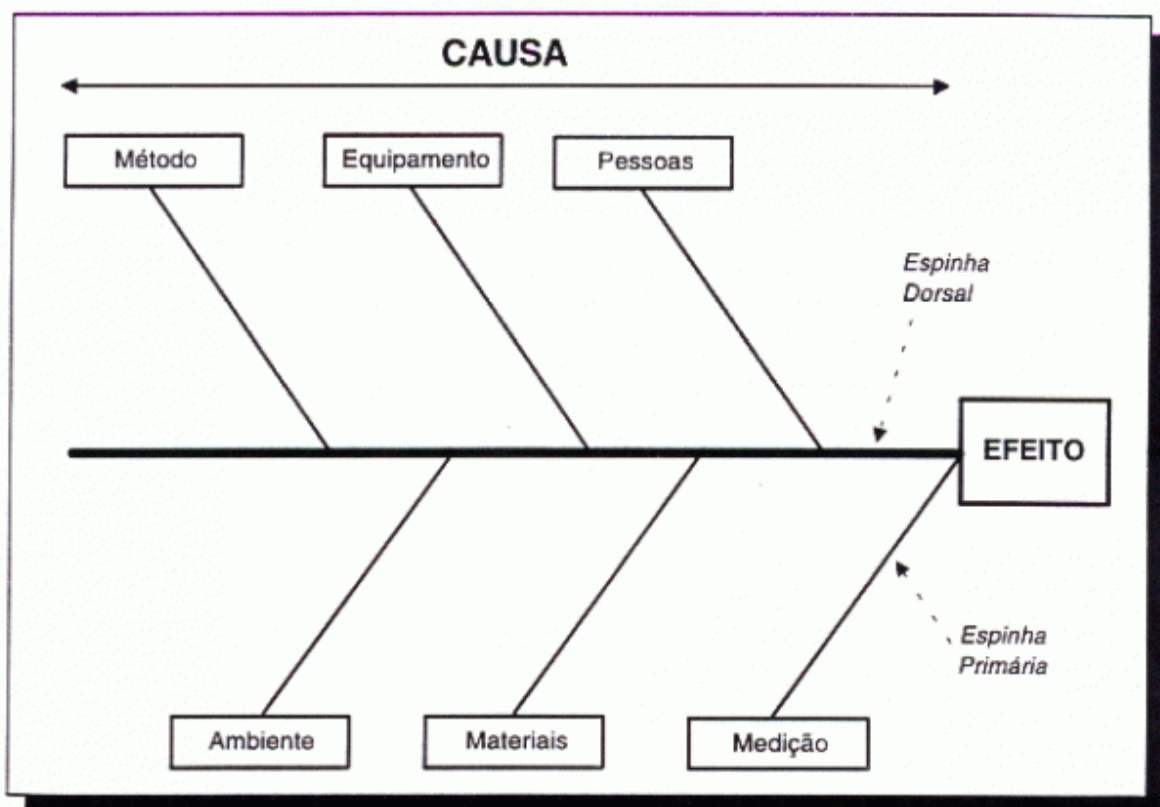 CAUSA
Método
Equipamento
Pessoas
Espinha
Dorsal
EFEITO
Espinha
Primária
Ambiente
Materiais
Medição